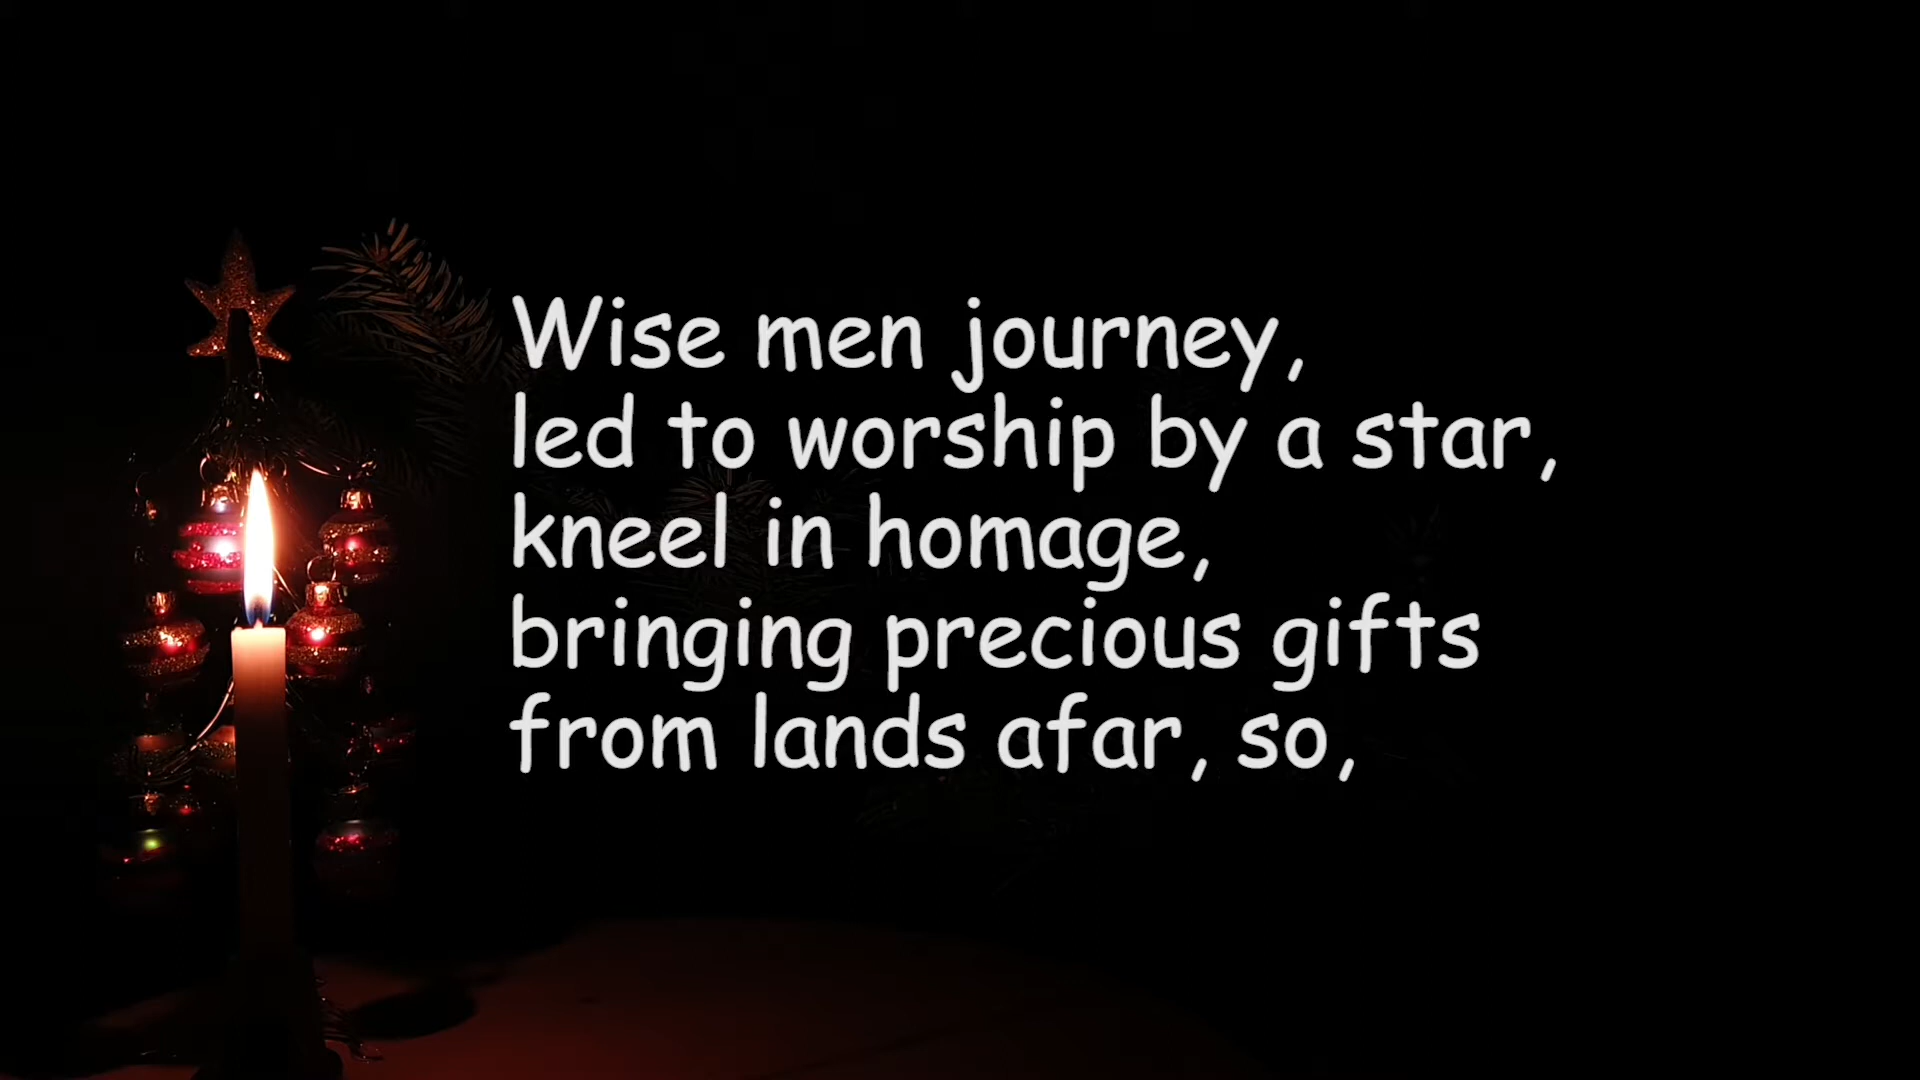 Wise men journey,
led to worship by a star,
kneel in homage,
bringing precious gifts
from lands afar, so,